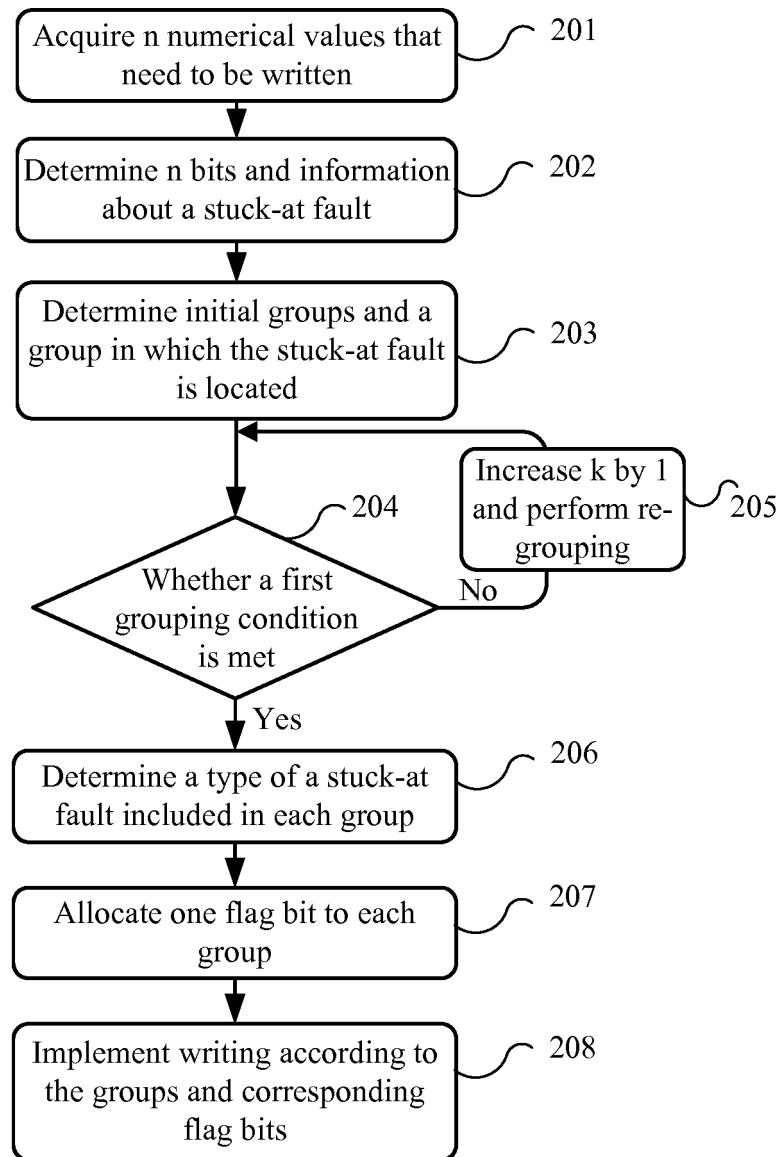 Acquire n numerical values that
need to be written
201
Determine n bits and information
about a stuck-at fault
202
Determine initial groups and a
group in which the stuck-at fault
is located
203
Increase k by 1
and perform re-
grouping
205
204
Whether a first
grouping condition
is met
No
Yes
Determine a type of a stuck-at
fault included in each group
206
Allocate one flag bit to each
group
207
Implement writing according to
the groups and corresponding
flag bits
208